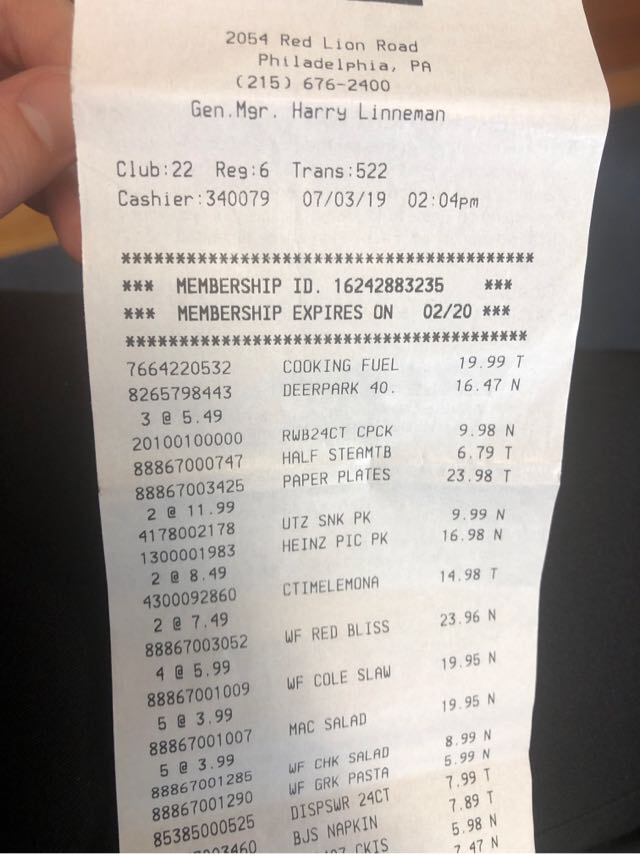 2054 Red Lion Road
Philadelphia, PA
(215) 676-2400
Gen.Mgr. Harry Linneman
Club:22 Reg:6 Trans:522
Cashier:340079 07/03/19 02:04pm
****************************************
*** MEMBERSHIP ID. 16242883235 ***
*** MEMBERSHIP EXPIRES ON 02/20 ***
****************************************
7664220532 COOKING FUEL 19.99 T
8265798443 DEERPARK 40. 16.47 N
3 @ 5.49
20100100000 RWB24CT CPCK 9.98 N
88867000747 HALF STEAMTB 6.79 T
88867003425 PAPER PLATES 23.98 T
2 @ 11.99
4178002178 UTZ SNK PK 9.99 N
1300001983 HEINZ PIC PK 16.98 N
2 @ 8.49
4300092860 CTIMELEMONA 14.98 T
2 @ 7.49
88867003052 WF RED BLISS 23.96 N
4 @ 5.99
88867001009 WF COLE SLAW 19.95 N
5 @ 3.99
88867001007 MAC SALAD 19.95 N
5 @ 3.99
88867001285 WF CHK SALAD 8.99 N
88867001290 WF GRK PASTA 5.99 N
85385000525 DISPSWR 24CT 7.99 T
BJS NAPKIN 7.89 T
CKIS 5.98 N
7.47 N